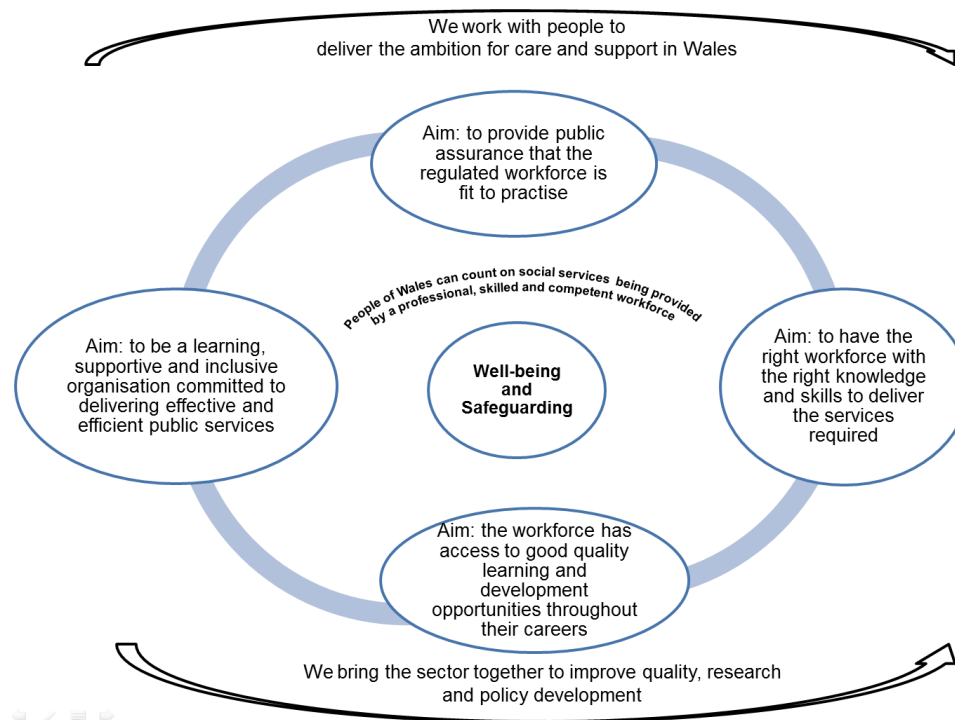 We work with people to
deliver the ambition for care and support in Wales
Aim: to provide public
assurance that the
regulated workforce is
fit to practise
People of Wales can count on social services being provided
by a professional, skilled and competent workforce
Aim: to be a learning,
supportive and inclusive
organisation committed to
delivering effective and
efficient public services
Well-being
and
Safeguarding
Aim: to have the
right workforce with
the right knowledge
and skills to deliver
the services
required
Aim: the workforce has
access to good quality
learning and
development
opportunities throughout
their careers
We bring the sector together to improve quality, research
and policy development